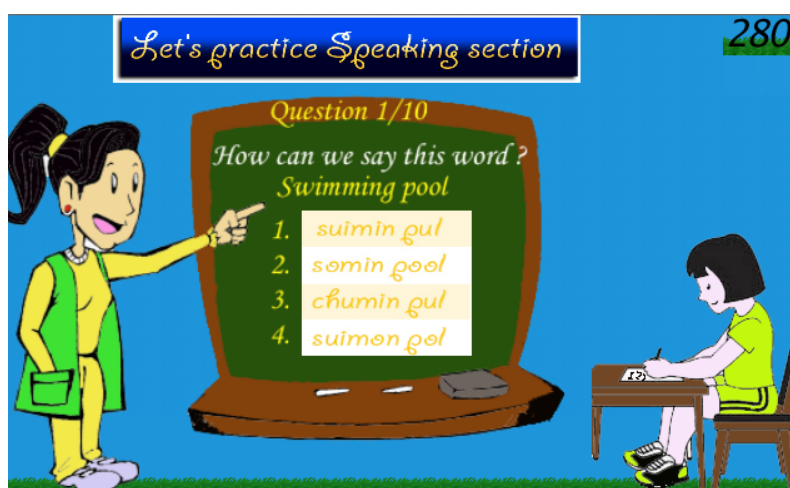 Let's practice Speaking section
280
Question 1/10
How can we say this word ?
Swimming pool
1. suimin pul
2. somin pool
3. chumin pul
4. suimon pol